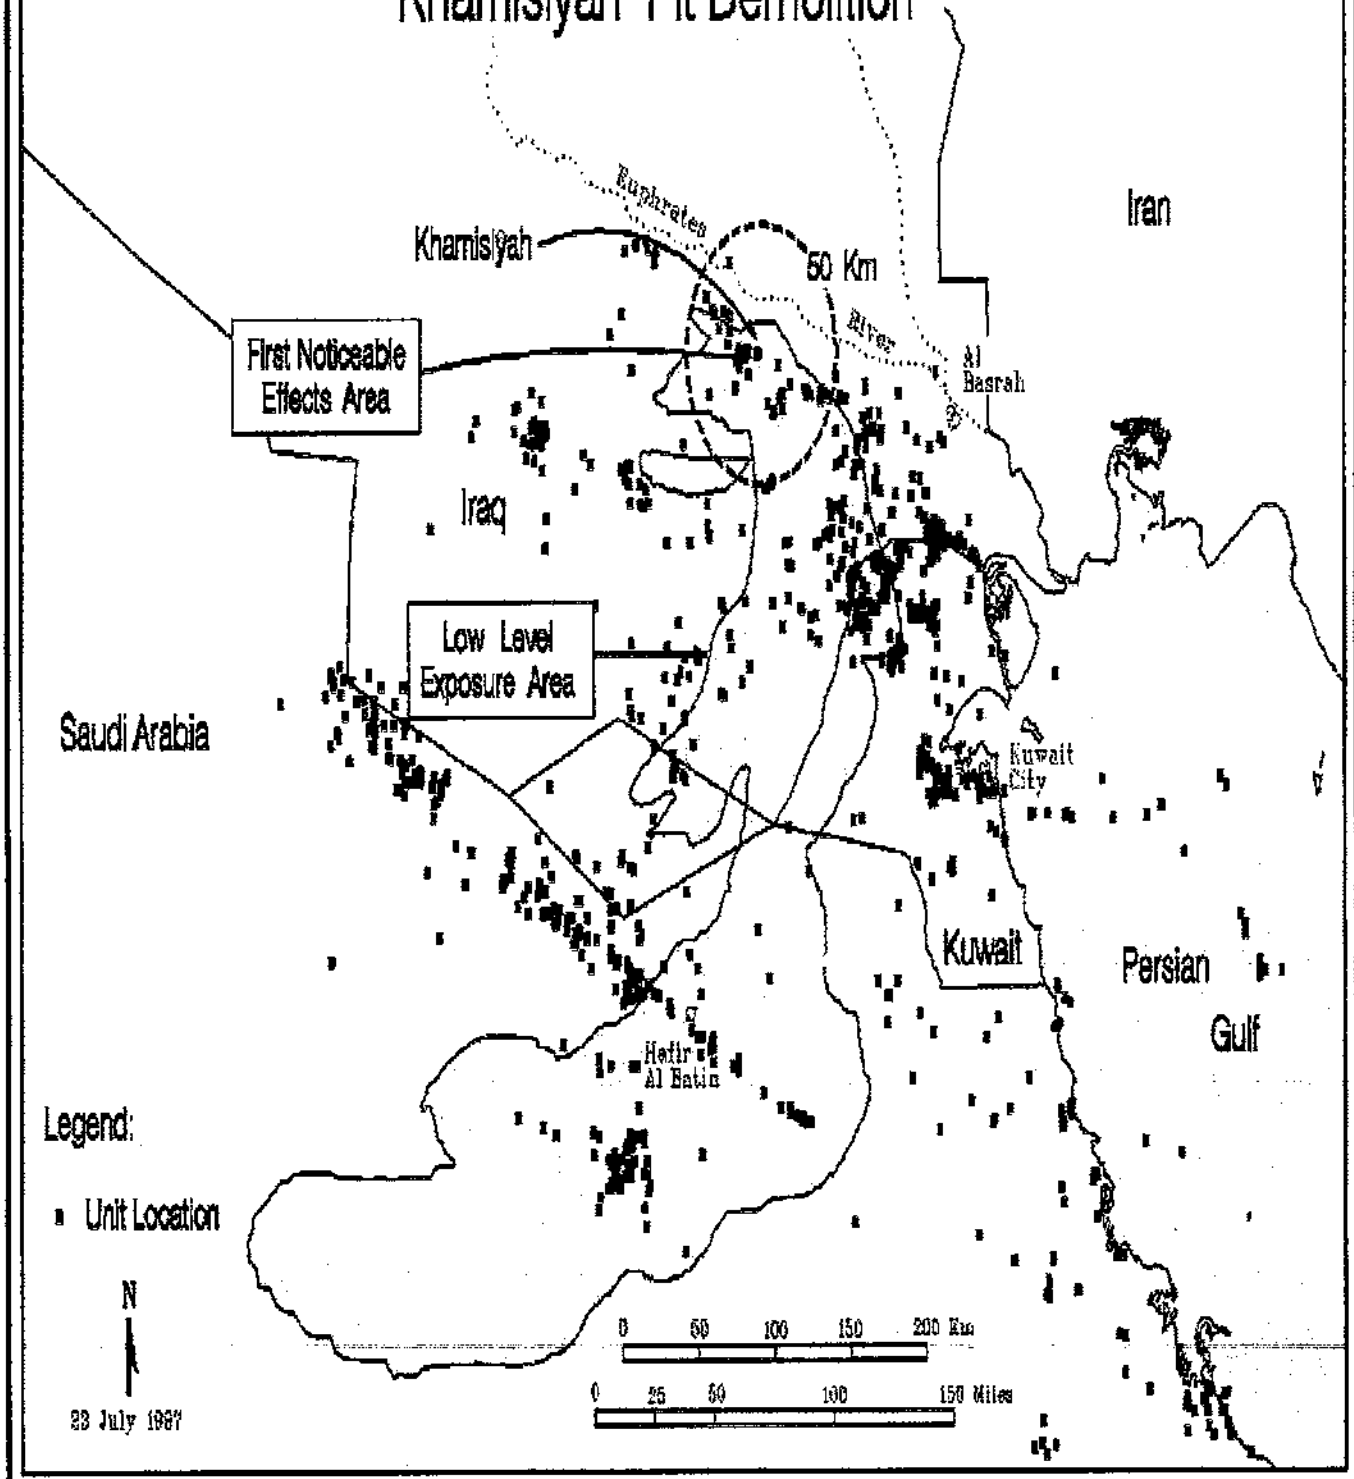 Khamisiyah Pit Demolition
Iran
Euphrates
Khamisiyah
50 Km
River
First Noticeable
Effects Area
Al
Basrah
Iraq
Low Level
Exposure Area
Saudi Arabia
Kuwait
City
Kuwait
Persian
Gulf
Hafir
Al Batin
Legend:
Unit Location
N
0 50 100 150 200 Km
0 25 50 100 150 Miles
23 July 1997